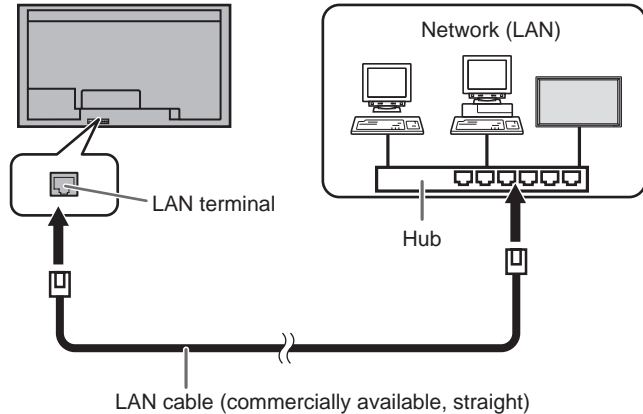 Network (LAN)
LAN terminal
Hub
LAN cable (commercially available, straight)